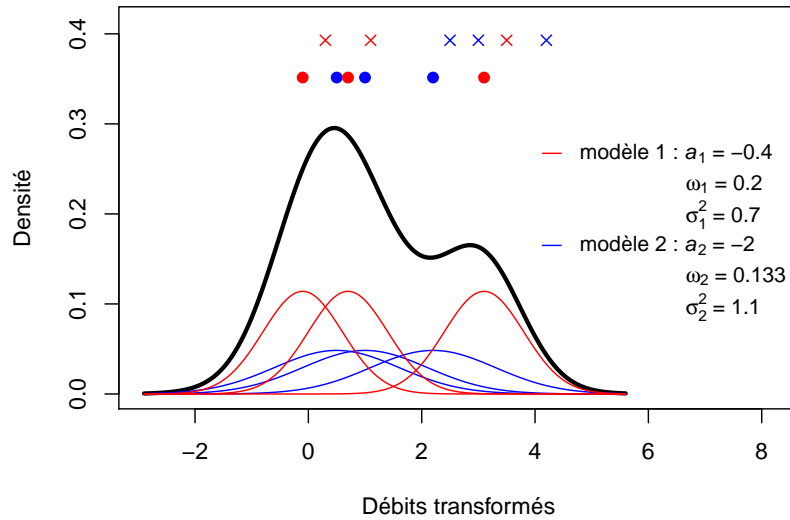 0.4
0.3
0.2
0.1
0.0
Densité
modèle 1 : a₁ = −0.4
ω₁ = 0.2
σ₁² = 0.7
modèle 2 : a₂ = −2
ω₂ = 0.133
σ₂² = 1.1
−2 0 2 4 6 8
Débits transformés